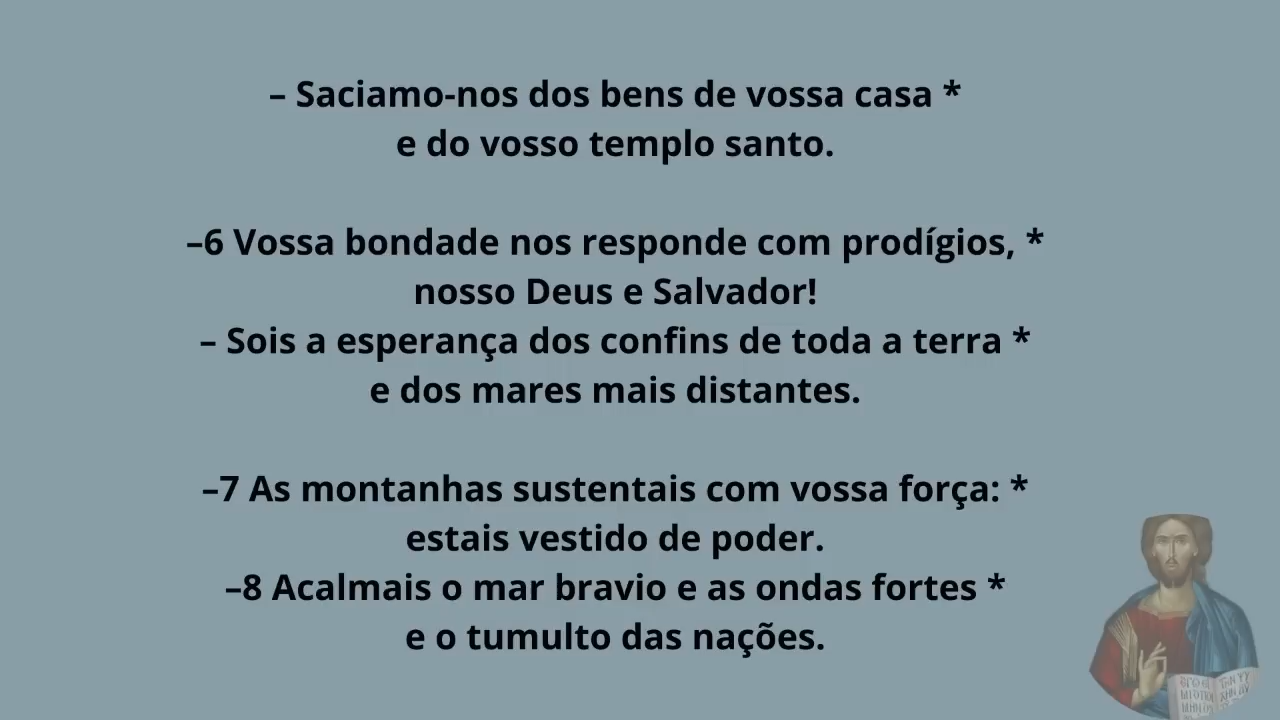 – Saciamo-nos dos bens de vossa casa *
e do vosso templo santo.
–6 Vossa bondade nos responde com prodígios, *
nosso Deus e Salvador!
– Sois a esperança dos confins de toda a terra *
e dos mares mais distantes.
–7 As montanhas sustentais com vossa força: *
estais vestido de poder.
–8 Acalmais o mar bravio e as ondas fortes *
e o tumulto das nações.